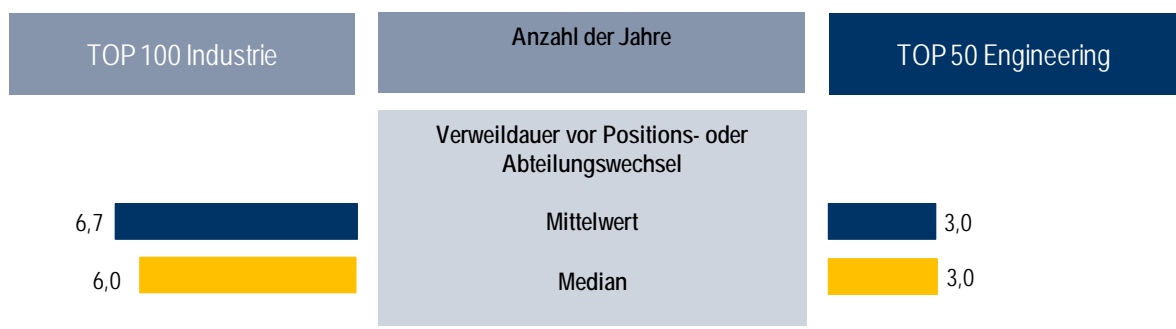 TOP 100 Industrie
Anzahl der Jahre
TOP 50 Engineering
Verweildauer vor Positions- oder
Abteilungswechsel
6,7
Mittelwert
3,0
6,0
Median
3,0